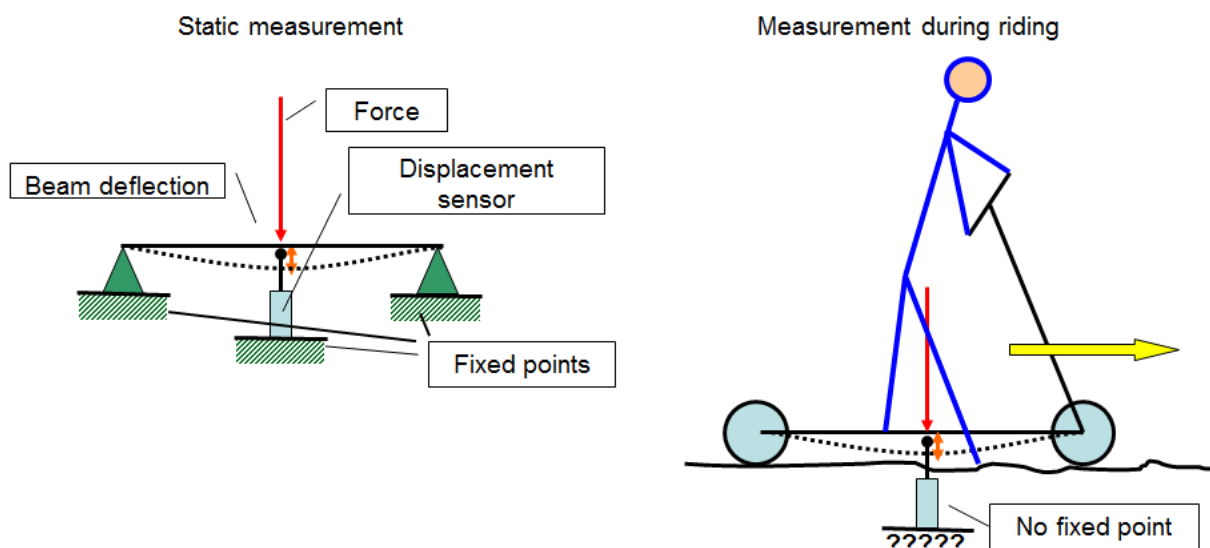 Static measurement
Force
Beam deflection
Displacement
sensor
Fixed points
Measurement during riding
No fixed point
?????